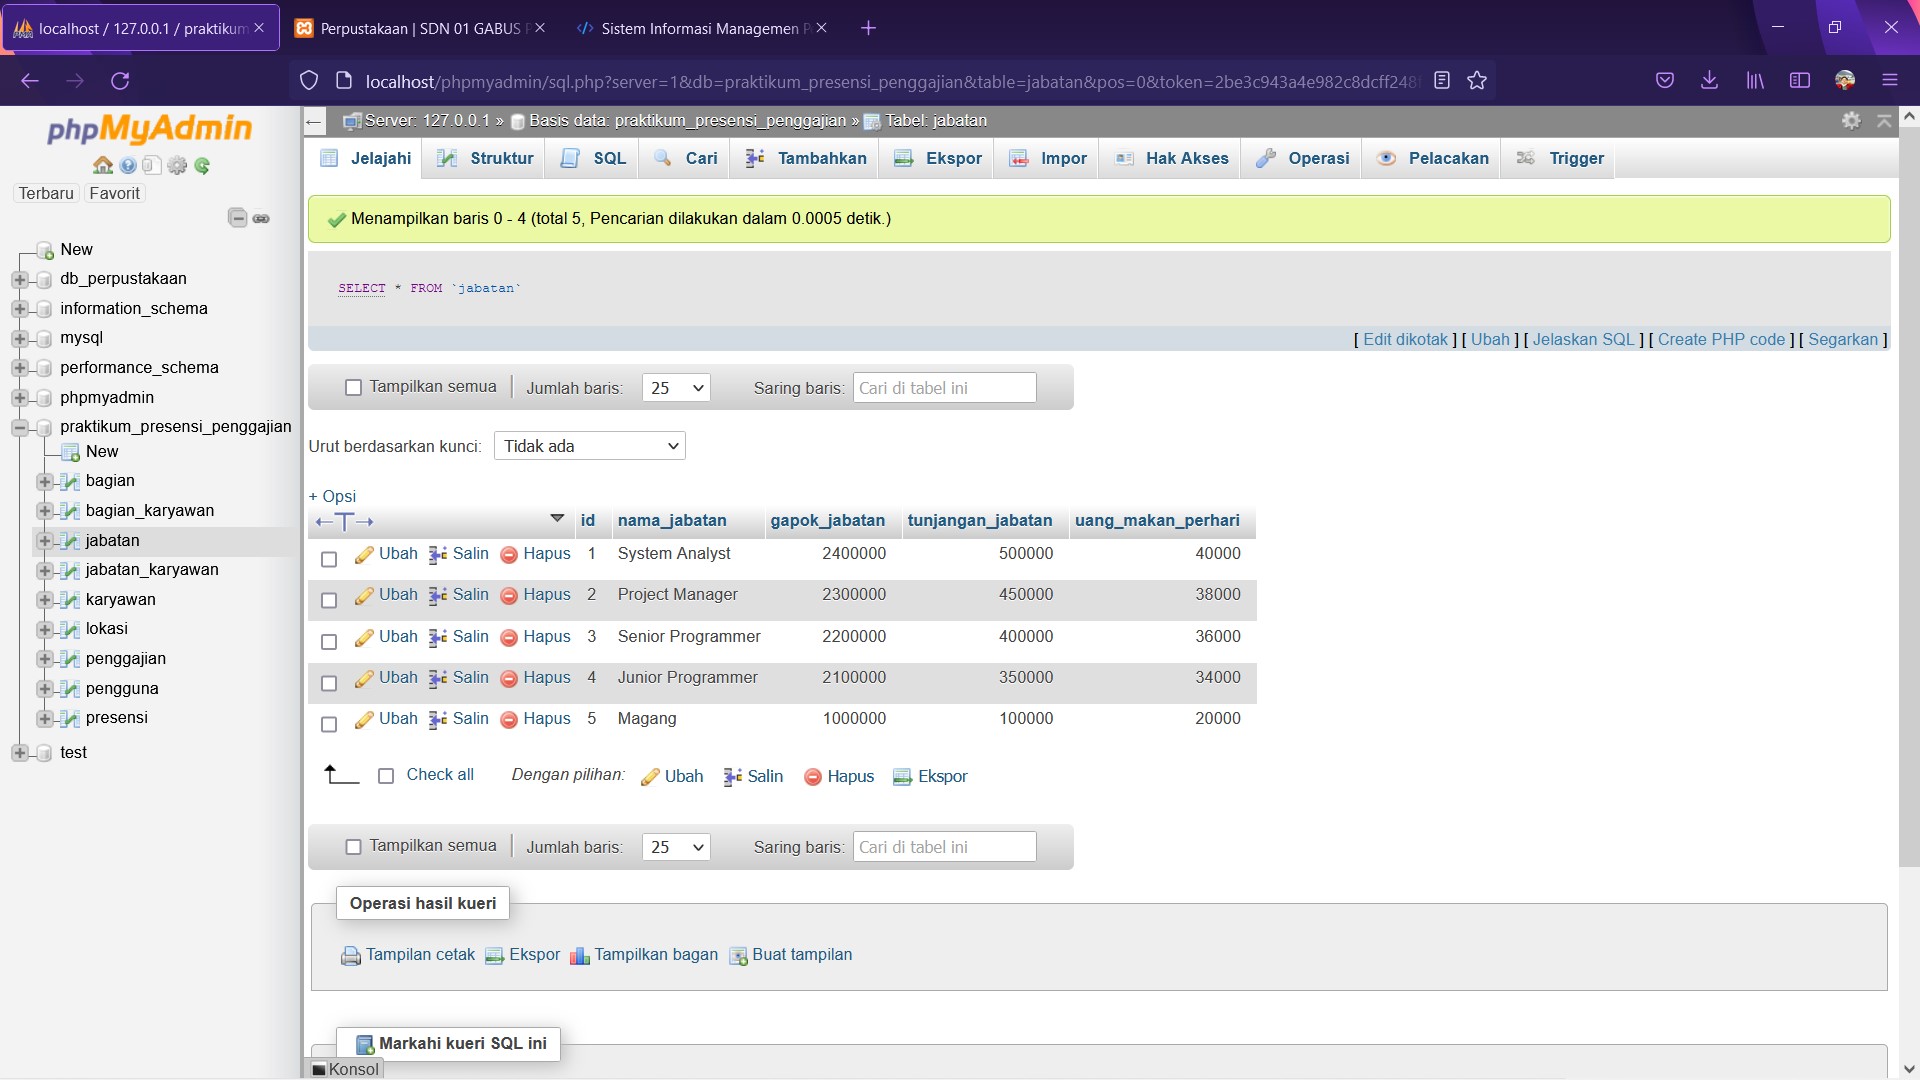 localhost / 127.0.0.1 / praktikum
Perpustakaan | SDN 01 GABUS
Sistem Informasi Managemen
localhost/phpmyadmin/sql.php?server=1&db=praktikum_presensi_penggajian&table=jabatan&pos=0&token=2be3c943a4e982c8dcff248
phpMyAdmin
Terbaru Favorit
New
db_perpustakaan
information_schema
mysql
performance_schema
phpmyadmin
praktikum_presensi_penggajian
New
bagian
bagian_karyawan
jabatan
jabatan_karyawan
karyawan
lokasi
penggajian
pengguna
presensi
test
Server: 127.0.0.1 » Basis data: praktikum_presensi_penggajian » Tabel: jabatan
Jelajahi Struktur SQL Cari Tambahkan Ekspor Impor Hak Akses Operasi Pelacakan Trigger
Menampilkan baris 0 - 4 (total 5, Pencarian dilakukan dalam 0.0005 detik.)
SELECT * FROM `jabatan`
[ Edit dikotak ] [ Ubah ] [ Jelaskan SQL ] [ Create PHP code ] [ Segarkan ]
Tampilkan semua Jumlah baris: 25 Saring baris: Cari di tabel ini
Urut berdasarkan kunci: Tidak ada
+ Opsi
←T→ id nama_jabatan gapok_jabatan tunjangan_jabatan uang_makan_perhari
Ubah Salin Hapus 1 System Analyst 2400000 500000 40000
Ubah Salin Hapus 2 Project Manager 2300000 450000 38000
Ubah Salin Hapus 3 Senior Programmer 2200000 400000 36000
Ubah Salin Hapus 4 Junior Programmer 2100000 350000 34000
Ubah Salin Hapus 5 Magang 1000000 100000 20000
Check all Dengan pilihan: Ubah Salin Hapus Ekspor
Tampilkan semua Jumlah baris: 25 Saring baris: Cari di tabel ini
Operasi hasil kueri
Tampilan cetak Ekspor Tampilkan bagan Buat tampilan
Markahi kueri SQL ini
Konsol